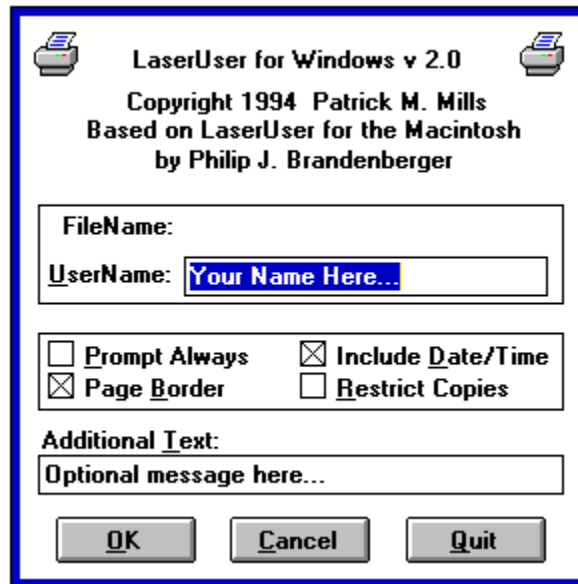 LaserUser for Windows v 2.0
Copyright 1994 Patrick M. Mills
Based on LaserUser for the Macintosh
by Philip J. Brandenberger
FileName:
UserName: Your Name Here...
Prompt Always Include Date/Time
Page Border Restrict Copies
Additional Text:
Optional message here...
OK Cancel Quit